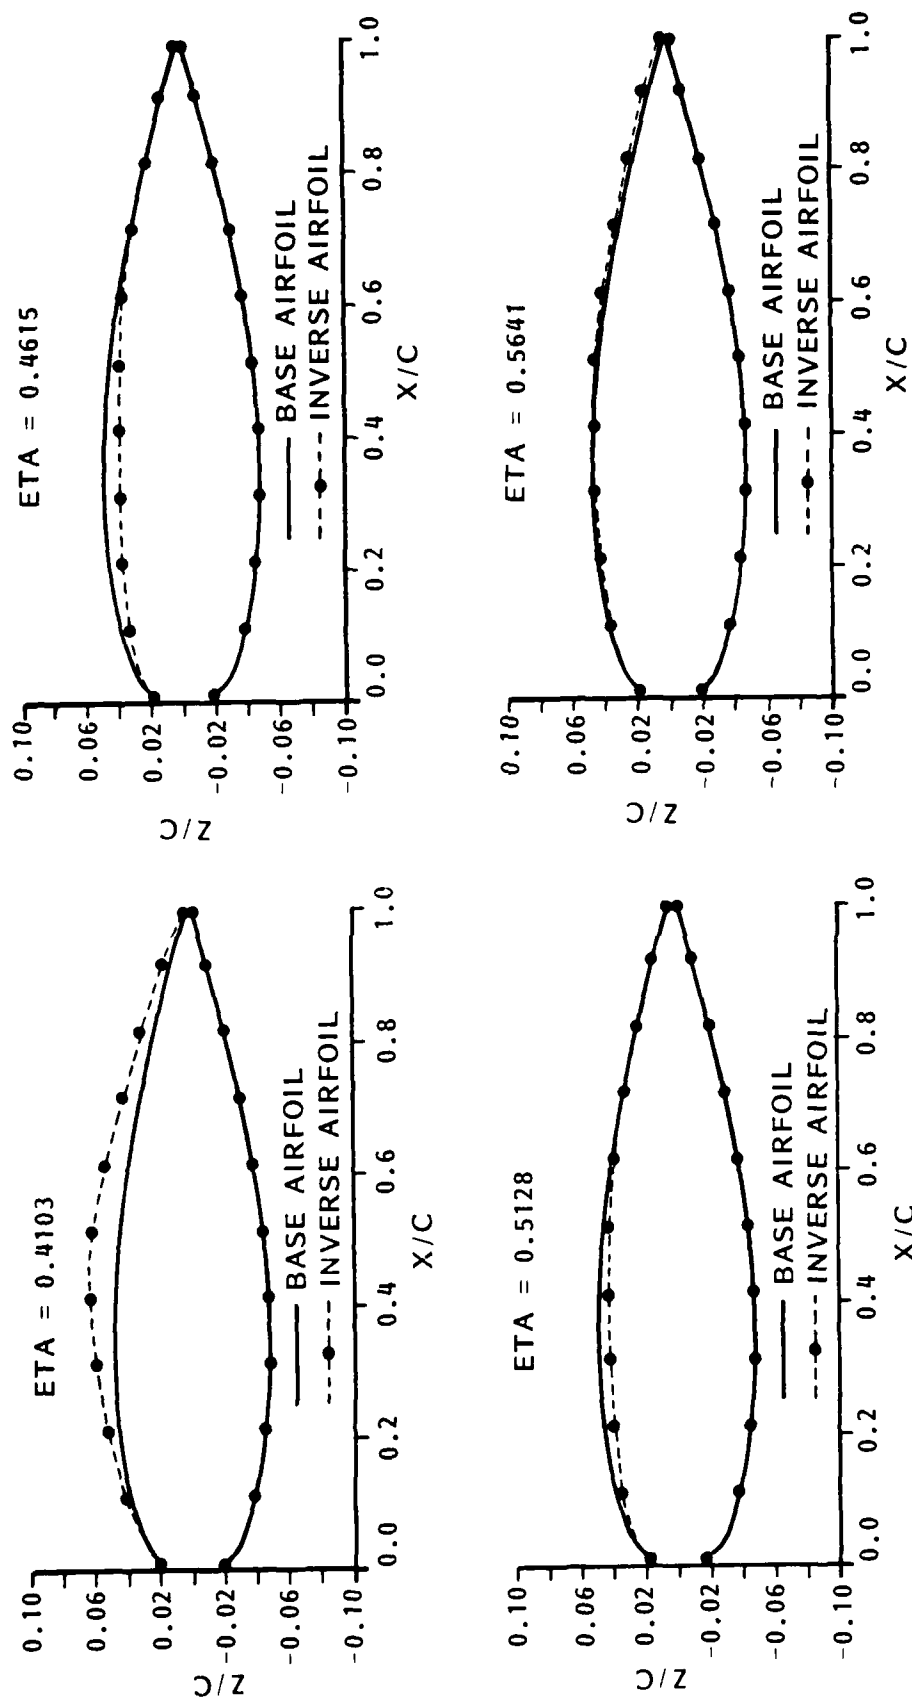 ETA = 0.4103
0.10
0.06
0.02
-0.02
-0.06
-0.10
Z/C
BASE AIRFOIL
INVERSE AIRFOIL
0.0 0.2 0.4 0.6 0.8 1.0
X/C
ETA = 0.4615
0.10
0.06
0.02
-0.02
-0.06
-0.10
Z/C
BASE AIRFOIL
INVERSE AIRFOIL
0.0 0.2 0.4 0.6 0.8 1.0
X/C
ETA = 0.5128
0.10
0.06
0.02
-0.02
-0.06
-0.10
Z/C
BASE AIRFOIL
INVERSE AIRFOIL
0.0 0.2 0.4 0.6 0.8 1.0
X/C
ETA = 0.5641
0.10
0.06
0.02
-0.02
-0.06
-0.10
Z/C
BASE AIRFOIL
INVERSE AIRFOIL
0.0 0.2 0.4 0.6 0.8 1.0
X/C